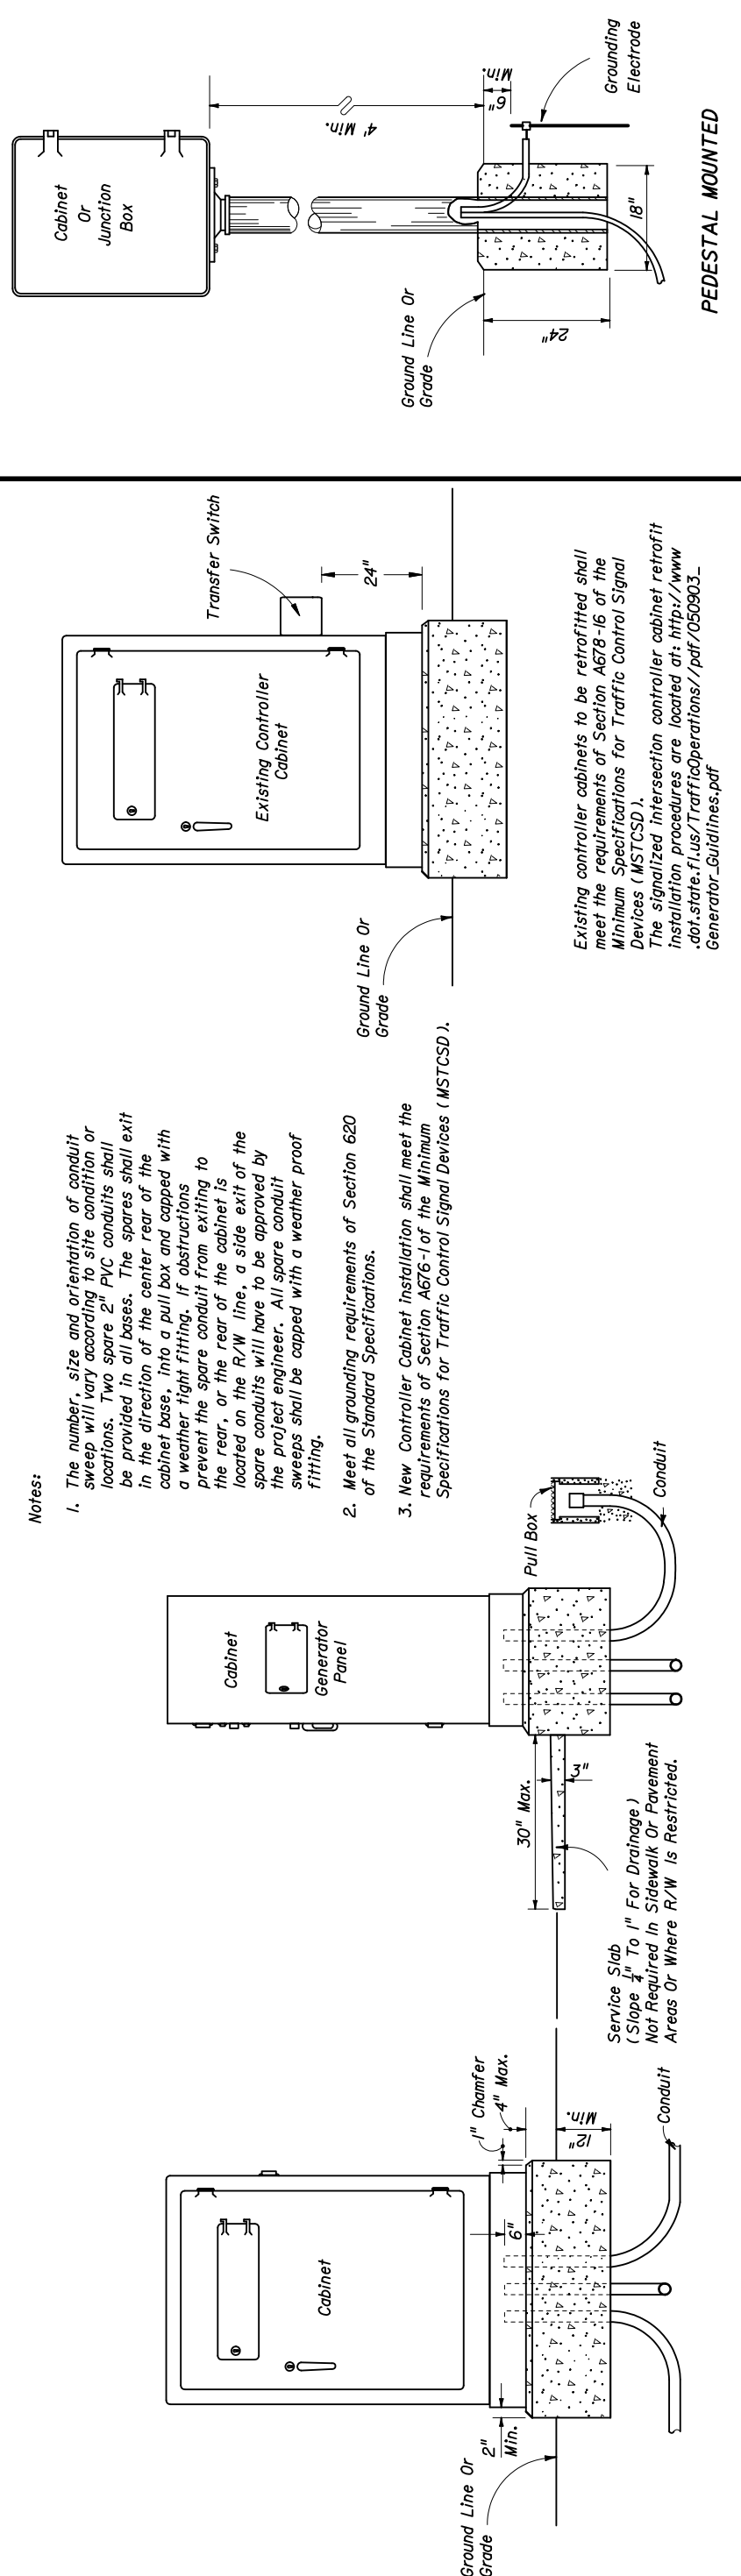 Cabinet
Ground Line Or
Grade
2"
Min.
6"
1" Chamfer
4" Max.
12"
Min.
Conduit
Cabinet
Generator
Panel
30" Max.
3"
Service Slab
(Slope 1/4" To 1" For Drainage)
Not Required In Sidewalk Or Pavement
Areas Or Where R/W Is Restricted.
Pull Box
Conduit
Notes:
1. The number, size and orientation of conduit
sweep will vary according to site condition or
locations. Two spare 2" PVC conduits shall
be provided in all bases. The spares shall exit
in the direction of the center rear of the
cabinet base, into a pull box and capped with
a weather tight fitting. If obstructions
prevent the spare conduit from exiting to
the rear, or the rear of the cabinet is
located on the R/W line, a side exit of the
spare conduits will have to be approved by
the project engineer. All spare conduit
sweeps shall be capped with a weather proof
fitting.
2. Meet all grounding requirements of Section 620
of the Standard Specifications.
3. New Controller Cabinet installation shall meet the
requirements of Section A676-1 of the Minimum
Specifications for Traffic Control Signal Devices (MSTCSD).
Existing Controller
Cabinet
Transfer Switch
24"
Ground Line Or
Grade
Existing controller cabinets to be retrofitted shall
meet the requirements of Section A678-16 of the
Minimum Specifications for Traffic Control Signal
Devices (MSTCSD).
The signalized intersection controller cabinet retrofit
installation procedures are located at: http://www
.dot.state.fl.us/TrafficOperations//pdf/050903_
Generator_Guidlines.pdf
Cabinet
Or
Junction
Box
4' Min.
6"
Min.
Grounding
Electrode
Ground Line Or
Grade
24"
18"
PEDESTAL MOUNTED